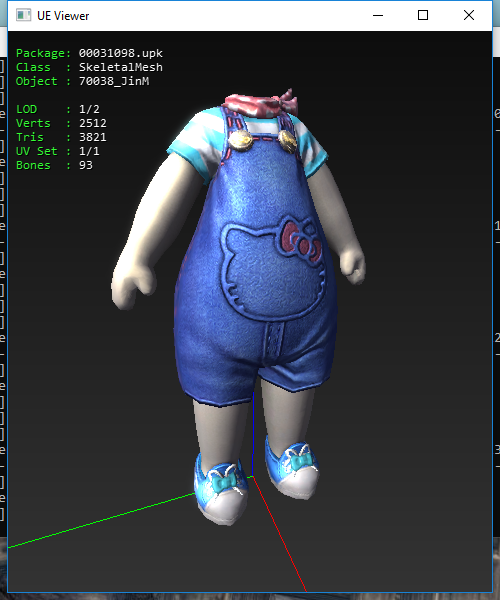 UE Viewer
Package: 00031098.upk
Class  : SkeletalMesh
Object : 70038_JinM
LOD    : 1/2
Verts  : 2512
Tris   : 3821
UV Set : 1/1
Bones  : 93